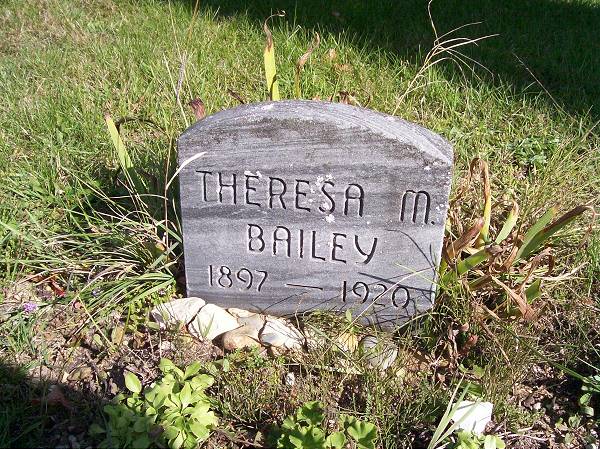 THERESA M.
BAILEY
1897 — 1920